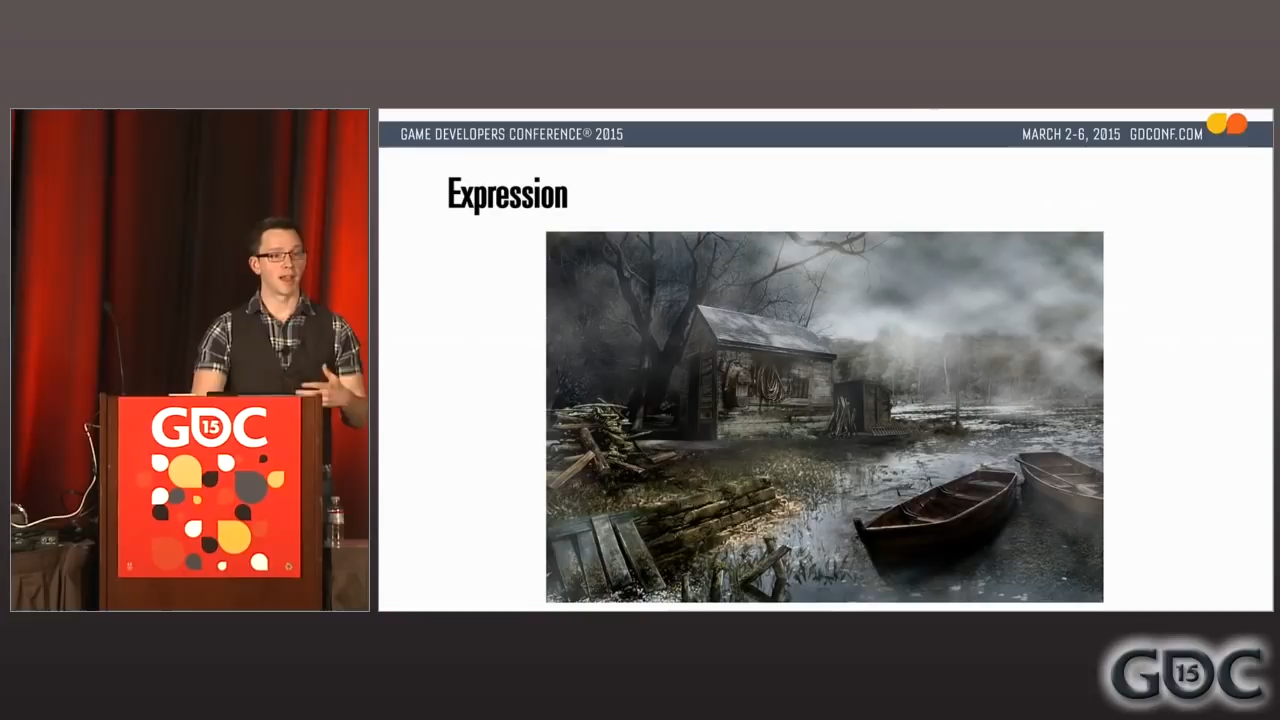 GAME DEVELOPERS CONFERENCE® 2015
MARCH 2-6, 2015 GDCONF.COM
Expression
GDC
15
GDC
15